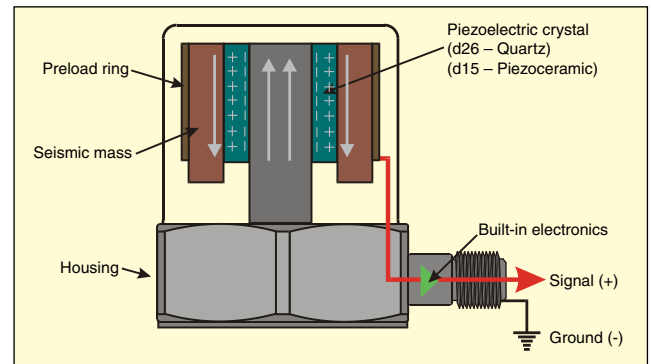 Preload ring
Seismic mass
Housing
Piezoelectric crystal
(d26 – Quartz)
(d15 – Piezoceramic)
Built-in electronics
Signal (+)
Ground (-)